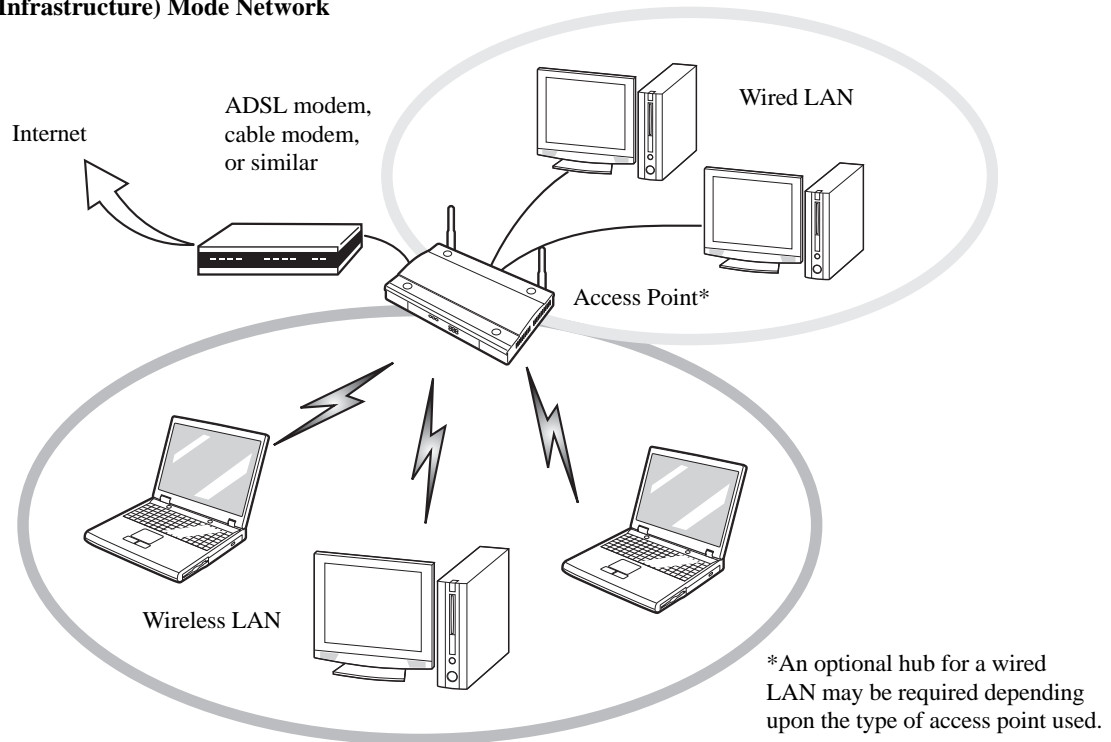 Infrastructure) Mode Network
Internet
ADSL modem,
cable modem,
or similar
Wired LAN
Access Point*
Wireless LAN
*An optional hub for a wired
LAN may be required depending
upon the type of access point used.